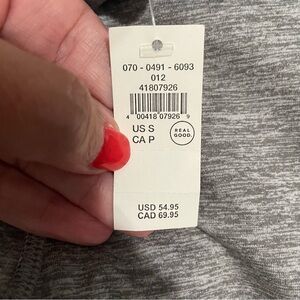 070 - 0491 - 6093
012
41807926
4 00418 07926 9
US S
CA P
REAL
GOOD.
USD 54.95
CAD 69.95